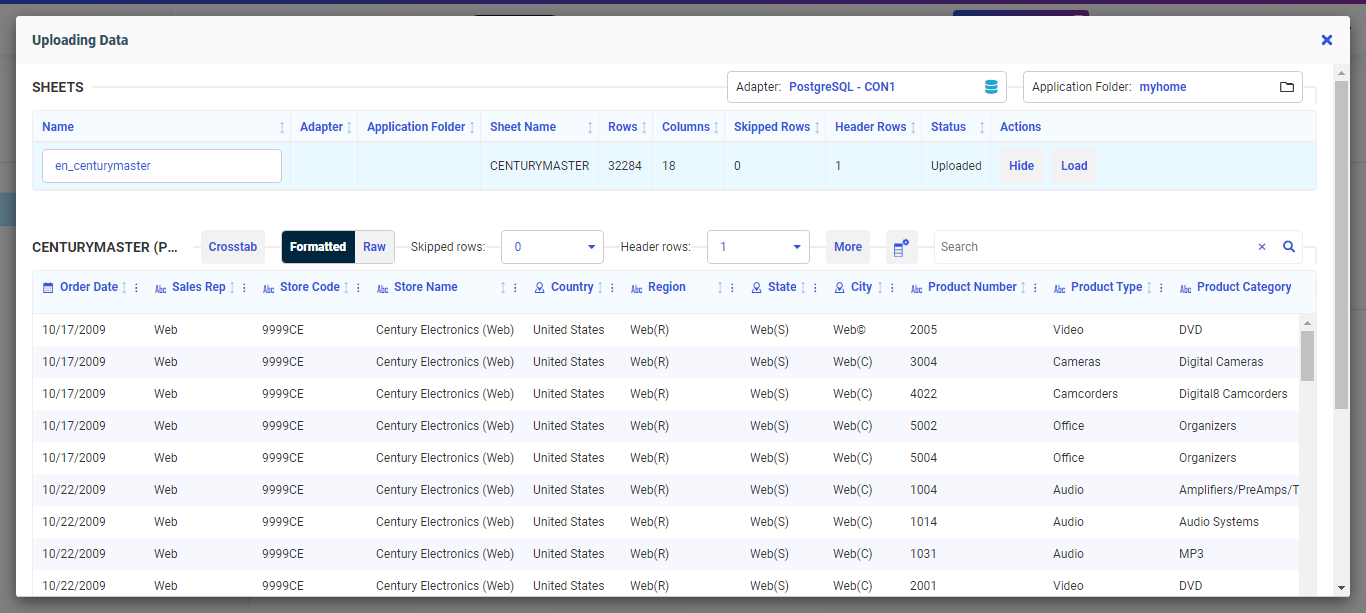 Uploading Data
SHEETS Adapter: PostgreSQL - CON1 Application Folder: myhome
Name Adapter Application Folder Sheet Name Rows Columns Skipped Rows Header Rows Status Actions
en_centurymaster CENTURYMASTER 32284 18 0 1 Uploaded Hide Load
CENTURYMASTER (P... Crosstab Formatted Raw Skipped rows: 0 Header rows: 1 More Search
Order Date Abc Sales Rep Abc Store Code Abc Store Name Country Abc Region State City Abc Product Number Abc Product Type Abc Product Category
10/17/2009 Web 9999CE Century Electronics (Web) United States Web(R) Web(S) Web© 2005 Video DVD
10/17/2009 Web 9999CE Century Electronics (Web) United States Web(R) Web(S) Web(C) 3004 Cameras Digital Cameras
10/17/2009 Web 9999CE Century Electronics (Web) United States Web(R) Web(S) Web(C) 4022 Camcorders Digital8 Camcorders
10/17/2009 Web 9999CE Century Electronics (Web) United States Web(R) Web(S) Web(C) 5002 Office Organizers
10/17/2009 Web 9999CE Century Electronics (Web) United States Web(R) Web(S) Web(C) 5004 Office Organizers
10/22/2009 Web 9999CE Century Electronics (Web) United States Web(R) Web(S) Web(C) 1004 Audio Amplifiers/PreAmps/T
10/22/2009 Web 9999CE Century Electronics (Web) United States Web(R) Web(S) Web(C) 1014 Audio Audio Systems
10/22/2009 Web 9999CE Century Electronics (Web) United States Web(R) Web(S) Web(C) 1031 Audio MP3
10/22/2009 Web 9999CE Century Electronics (Web) United States Web(R) Web(S) Web(C) 2001 Video DVD